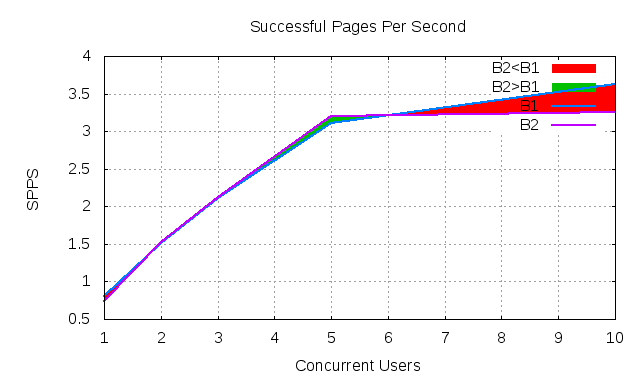 Successful Pages Per Second
4
3.5
3
2.5
2
1.5
1
0.5
SPPS
B2<B1
B2>B1
B1
B2
1 2 3 4 5 6 7 8 9 10
Concurrent Users